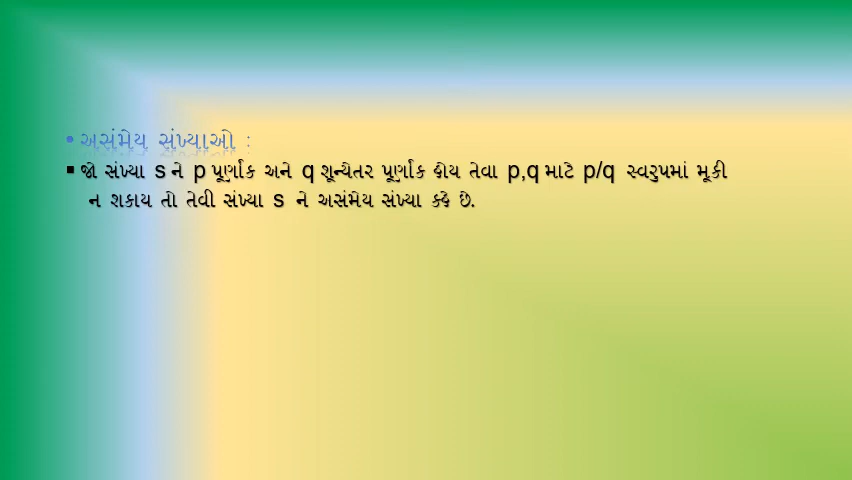 • અસંમેય સંખ્યાઓ :
▪ જો સંખ્યા s ને p પૂર્ણાંક અને q શૂન્યેતર પૂર્ણાંક હોય તેવા p,q માટે p/q સ્વરુપમાં મૂકી
ન શકાય તો તેવી સંખ્યા s ને અસંમેય સંખ્યા કહે છે.